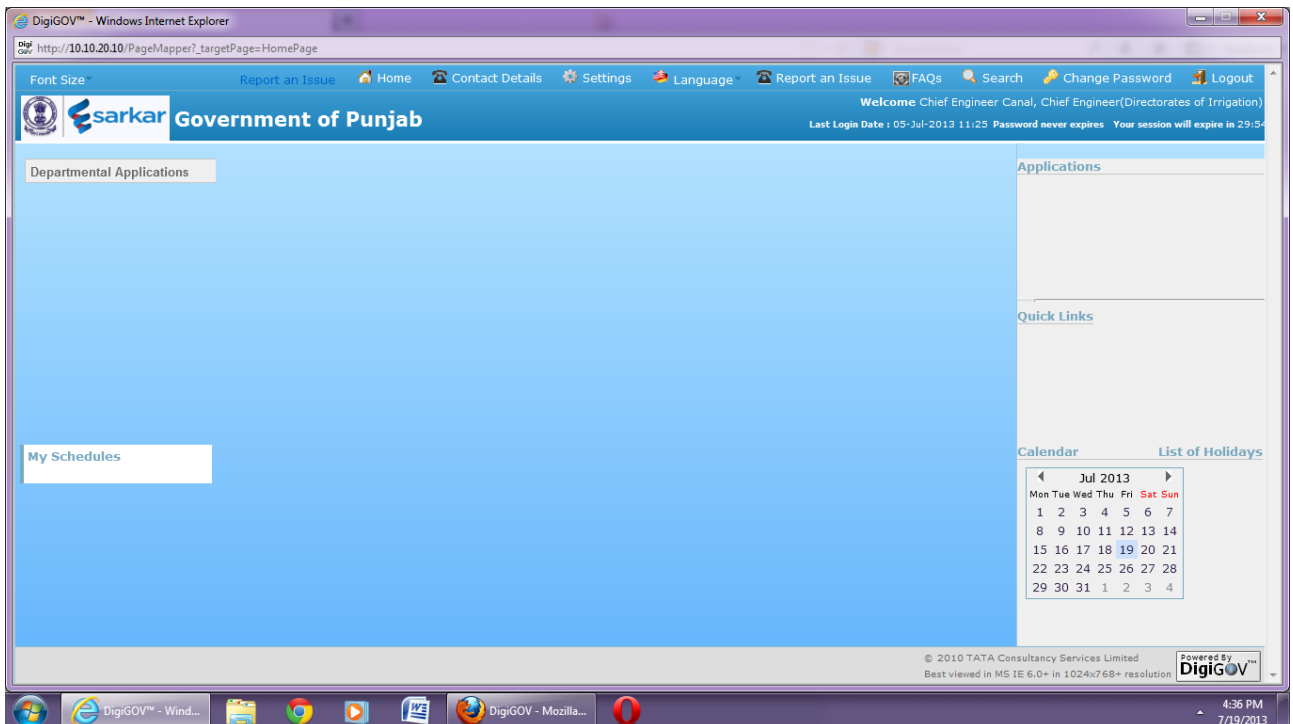 DigiGOV™ - Windows Internet Explorer
Digi Gov http://10.10.20.10/PageMapper?_targetPage=HomePage
Font Size Report an Issue Home Contact Details Settings Language Report an Issue FAQs Search Change Password Logout
Welcome Chief Engineer Canal, Chief Engineer(Directorates of Irrigation)
esarkar Government of Punjab
Last Login Date : 05-Jul-2013 11:25 Password never expires Your session will expire in 29:54
Departmental Applications
My Schedules
Applications
Quick Links
Calendar List of Holidays
Jul 2013
Mon Tue Wed Thu Fri Sat Sun
1 2 3 4 5 6 7
8 9 10 11 12 13 14
15 16 17 18 19 20 21
22 23 24 25 26 27 28
29 30 31 1 2 3 4
© 2010 TATA Consultancy Services Limited
Best viewed in MS IE 6.0+ in 1024x768+ resolution
Powered By
DigiGOV™
DigiGOV™ - Wind...
DigiGOV - Mozilla...
4:36 PM
7/19/2013